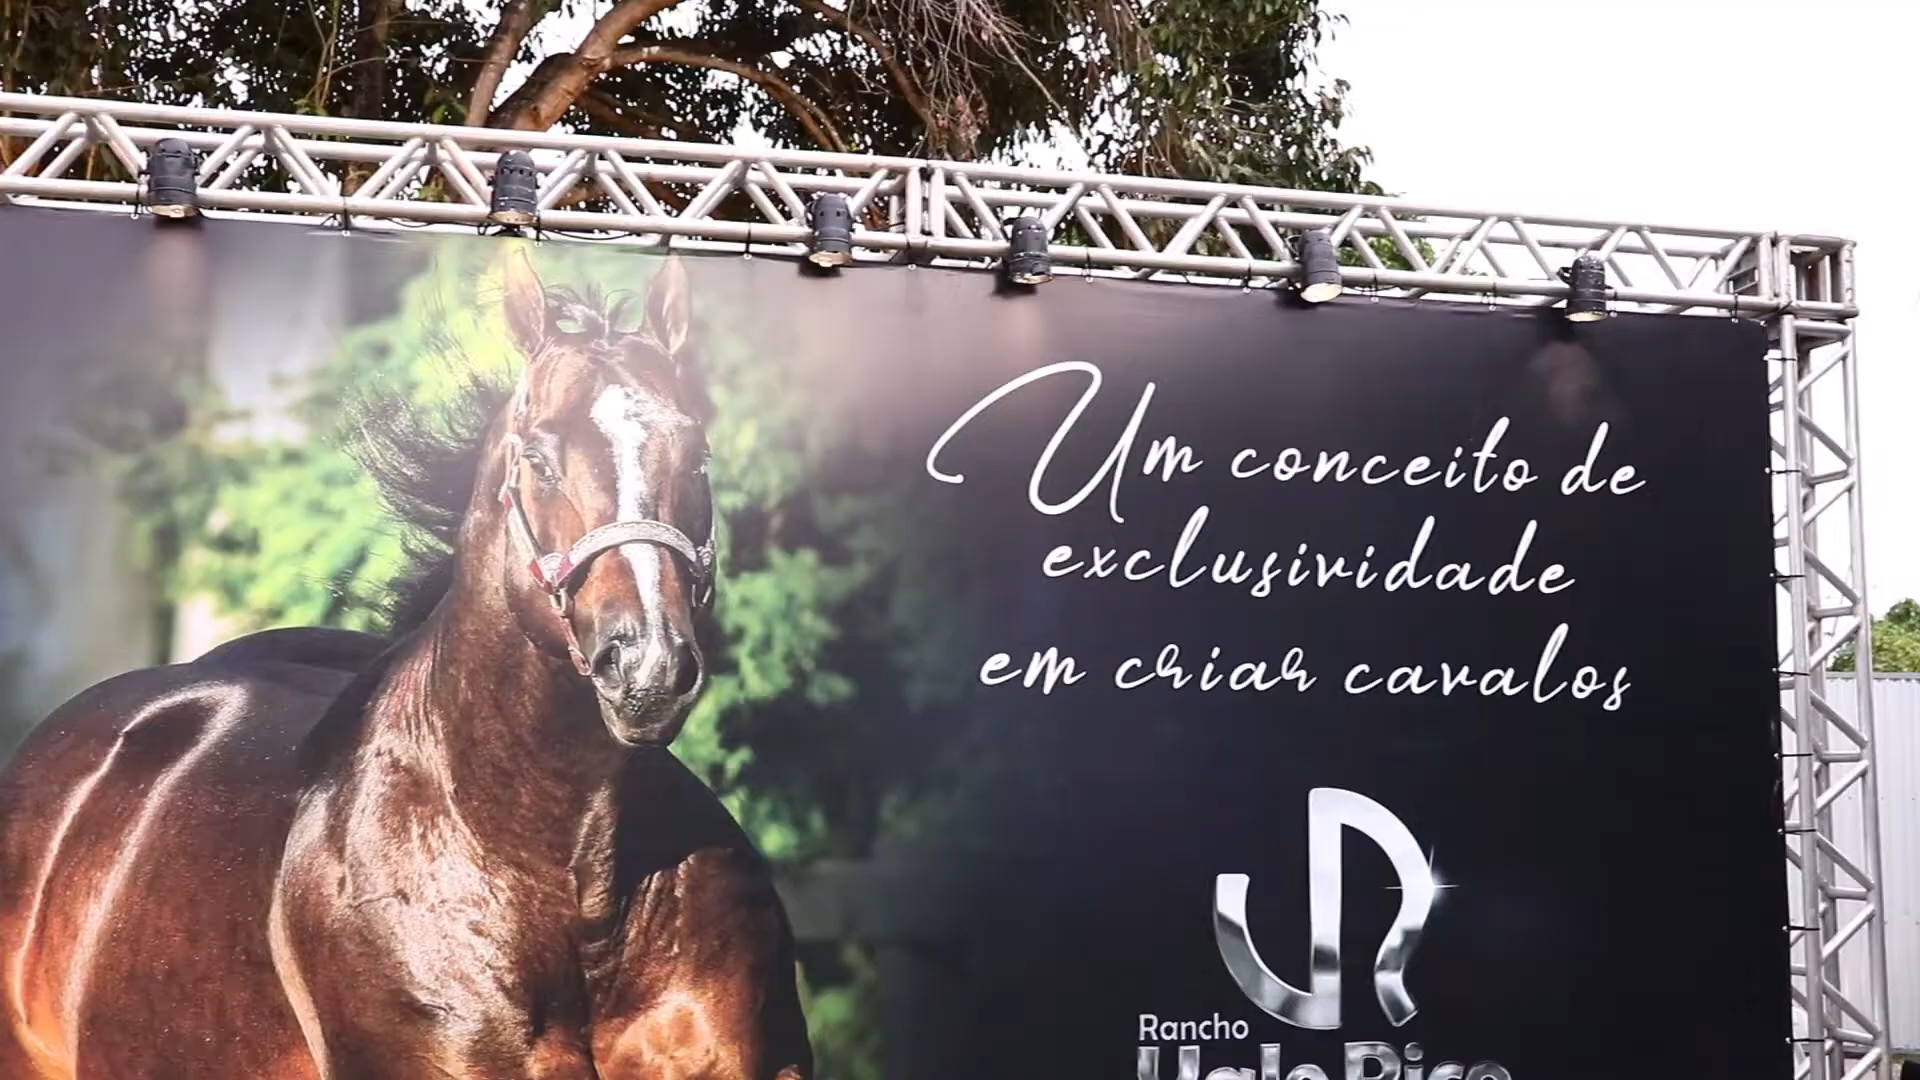 Um conceito de
exclusividade
em criar cavalos
Rancho